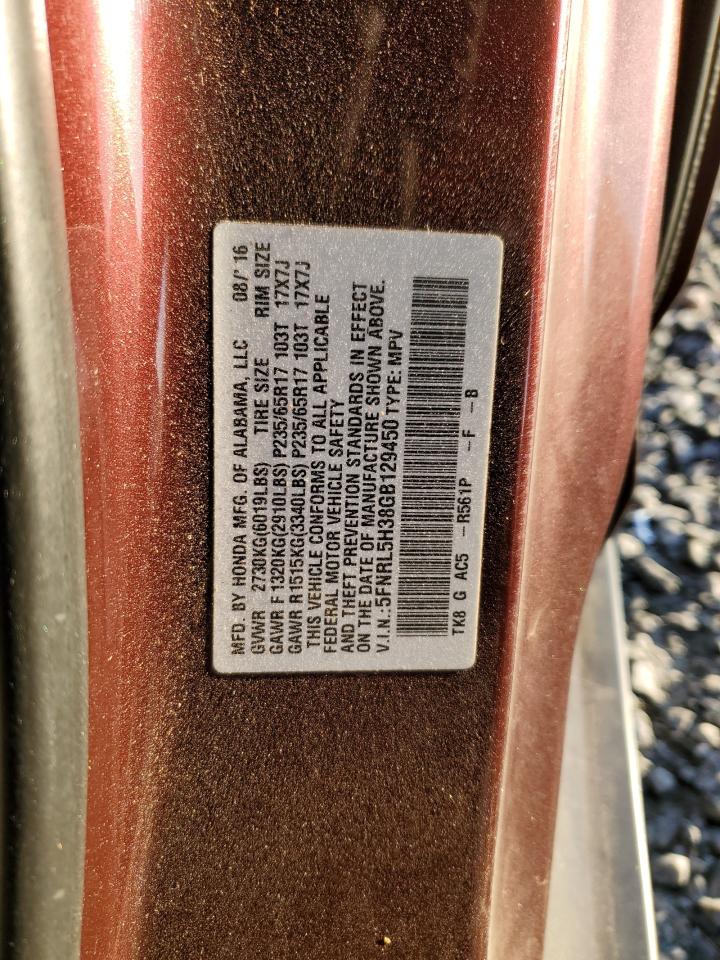 MFD. BY HONDA MFG. OF ALABAMA, LLC 08/'16
GVWR 2730KG(6019LBS) TIRE SIZE RIM SIZE
GAWR F 1320KG(2910LBS) P235/65R17 103T 17X7J
GAWR R 1515KG(3340LBS) P235/65R17 103T 17X7J
THIS VEHICLE CONFORMS TO ALL APPLICABLE
FEDERAL MOTOR VEHICLE SAFETY
AND THEFT PREVENTION STANDARDS IN EFFECT
ON THE DATE OF MANUFACTURE SHOWN ABOVE.
V.I.N.:5FNRL5H38GB129450 TYPE: MPV
TK8 G AC5 -R561P -F -B